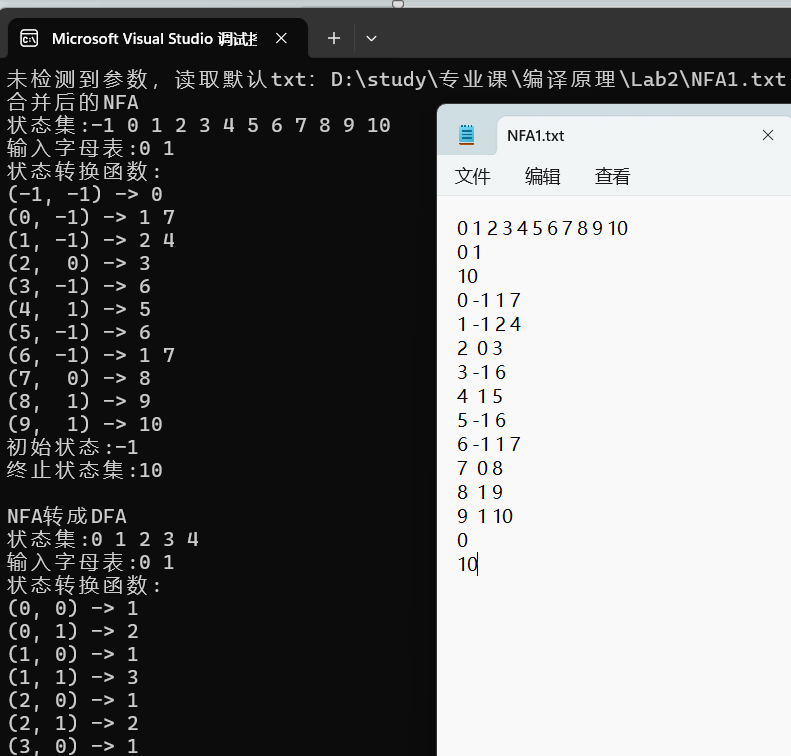 Microsoft Visual Studio 调试控
未检测到参数，读取默认txt：D:\study\专业课\编译原理\Lab2\NFA1.txt
合并后的NFA
状态集:-1 0 1 2 3 4 5 6 7 8 9 10
输入字母表:0 1
状态转换函数:
(-1, -1) -> 0
(0, -1) -> 1 7
(1, -1) -> 2 4
(2,  0) -> 3
(3, -1) -> 6
(4,  1) -> 5
(5, -1) -> 6
(6, -1) -> 1 7
(7,  0) -> 8
(8,  1) -> 9
(9,  1) -> 10
初始状态:-1
终止状态集:10
NFA转成DFA
状态集:0 1 2 3 4
输入字母表:0 1
状态转换函数:
(0, 0) -> 1
(0, 1) -> 2
(1, 0) -> 1
(1, 1) -> 3
(2, 0) -> 1
(2, 1) -> 2
(3, 0) -> 1
NFA1.txt
文件 编辑 查看
0 1 2 3 4 5 6 7 8 9 10
0 1
10
0 -1 1 7
1 -1 2 4
2  0 3
3 -1 6
4  1 5
5 -1 6
6 -1 1 7
7  0 8
8  1 9
9  1 10
0
10